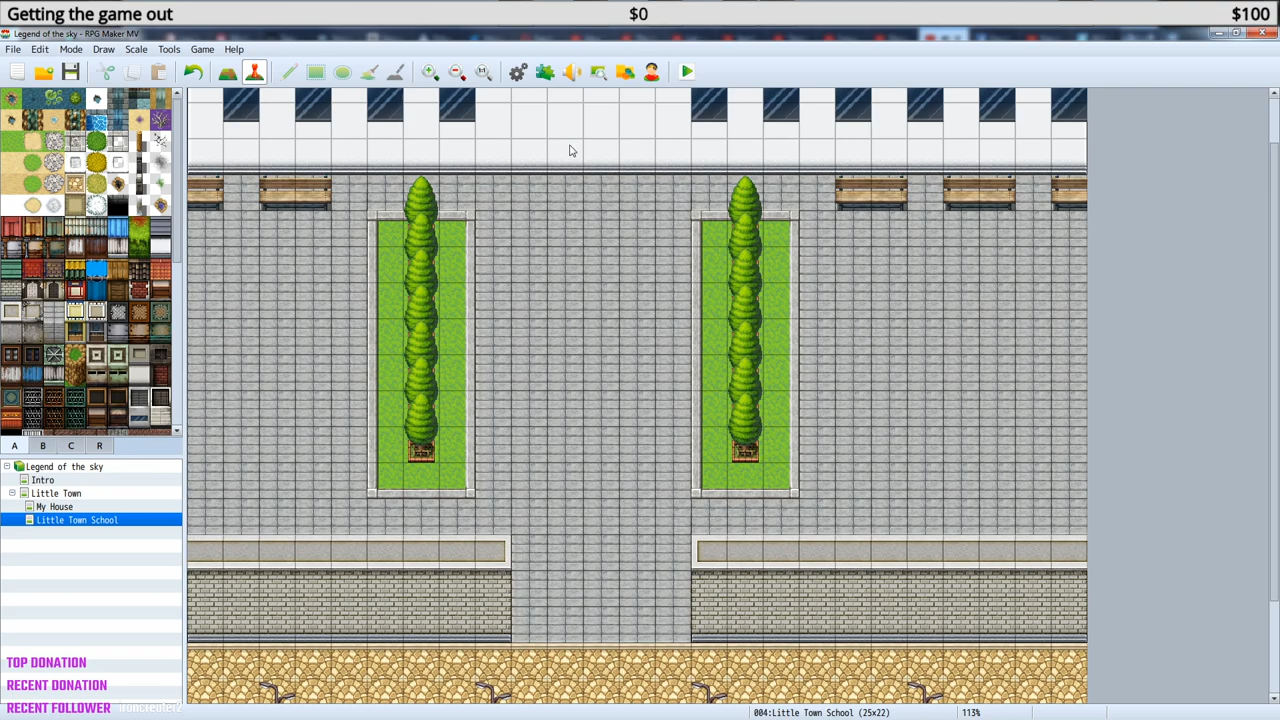 Getting the game out $0 $100
Legend of the sky - RPG Maker MV
File Edit Mode Draw Scale Tools Game Help
A B C R
Legend of the sky
Intro
Little Town
My House
Little Town School
TOP DONATION
RECENT DONATION
RECENT FOLLOWER ironcreater2
004:Little Town School (25x22) 113%